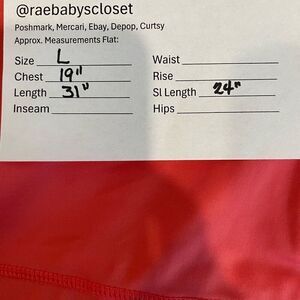 @raebabyscloset
Poshmark, Mercari, Ebay, Depop, Curtsy
Approx. Measurements Flat:
Size L Waist
Chest 19" Rise
Length 31" Sl Length 24"
Inseam Hips